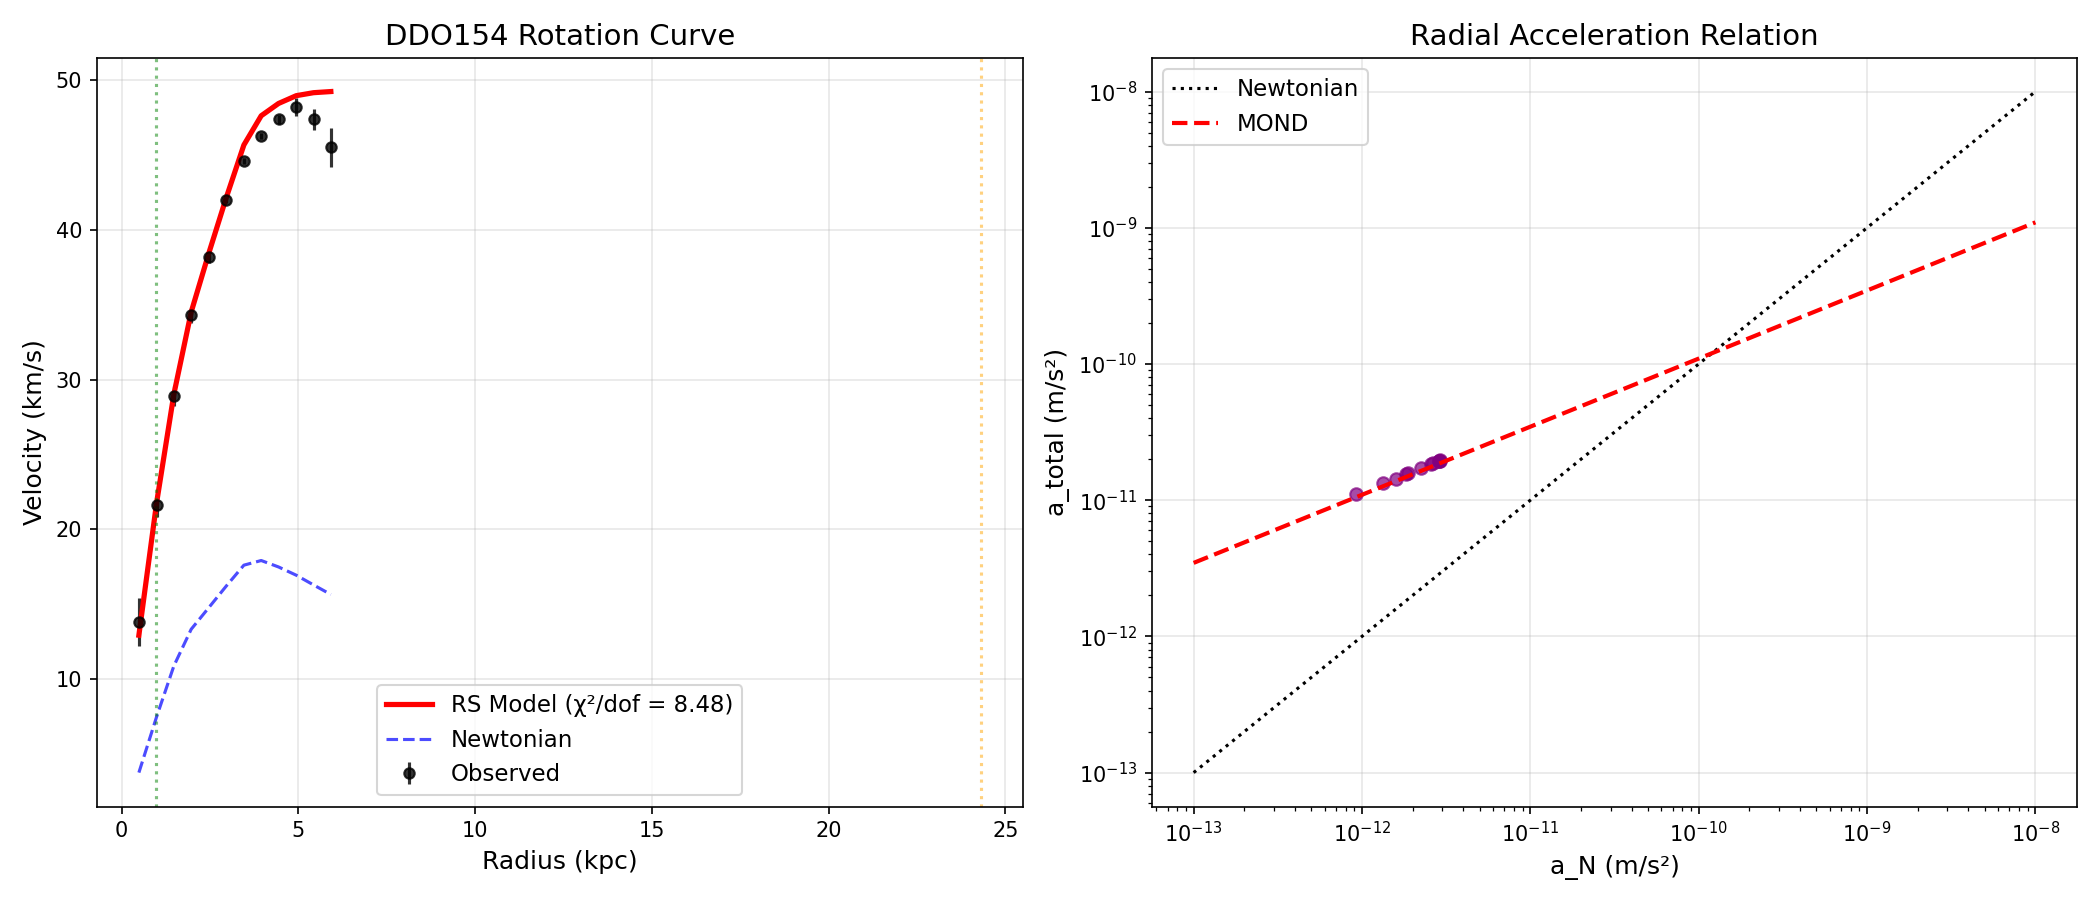 DDO154 Rotation Curve
50
40
30
20
10
Velocity (km/s)
RS Model (χ²/dof = 8.48)
Newtonian
Observed
0
5
10
15
20
25
Radius (kpc)
Radial Acceleration Relation
Newtonian
MOND
10⁻⁸
10⁻⁹
10⁻¹⁰
10⁻¹¹
10⁻¹²
10⁻¹³
a_total (m/s²)
10⁻¹³
10⁻¹²
10⁻¹¹
10⁻¹⁰
10⁻⁹
10⁻⁸
a_N (m/s²)